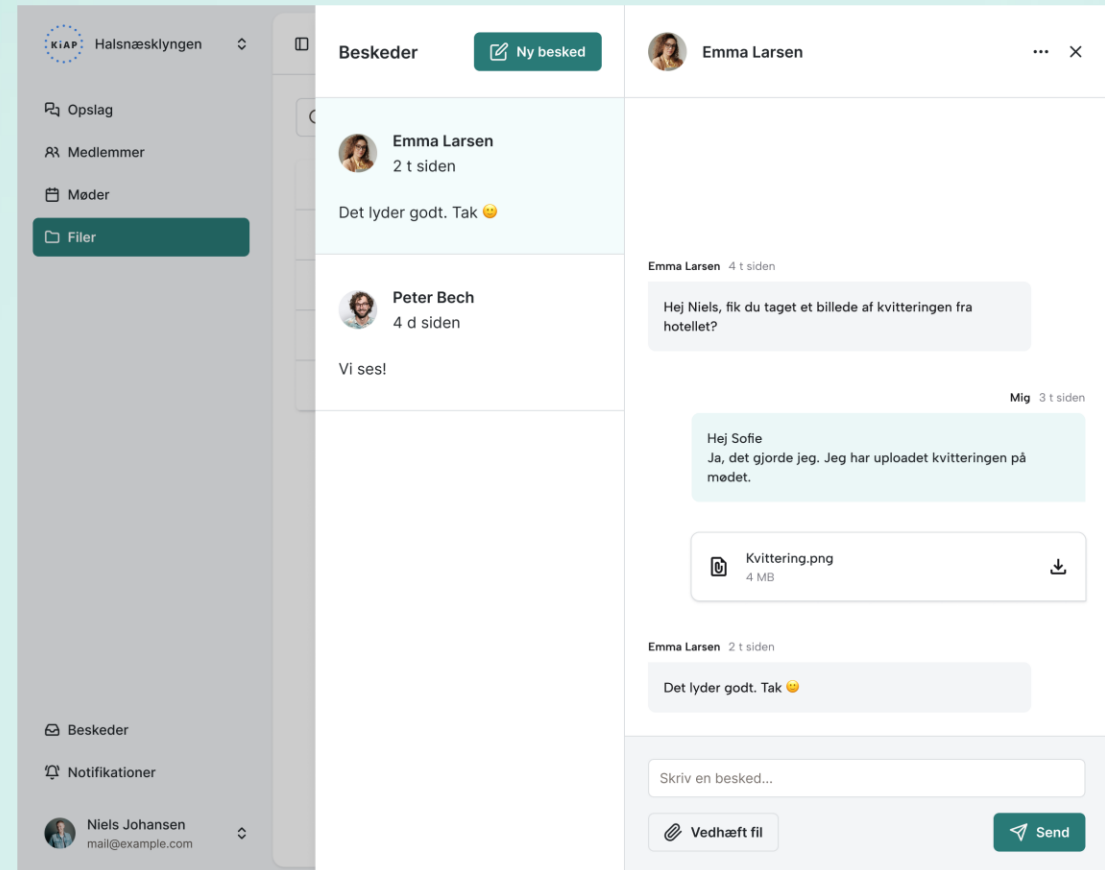 KiAP
Halsnæsklyngen
Opslag
Medlemmer
Møder
Filer
Beskeder
Notifikationer
Niels Johansen
mail@example.com
Beskeder
Ny besked
Emma Larsen
2 t siden
Det lyder godt. Tak 🙂
Peter Bech
4 d siden
Vi ses!
Emma Larsen
Emma Larsen 4 t siden
Hej Niels, fik du taget et billede af kvitteringen fra
hotellet?
Mig 3 t siden
Hej Sofie
Ja, det gjorde jeg. Jeg har uploadet kvitteringen på
mødet.
Kvittering.png
4 MB
Emma Larsen 2 t siden
Det lyder godt. Tak 🙂
Skriv en besked...
Vedhæft fil
Send